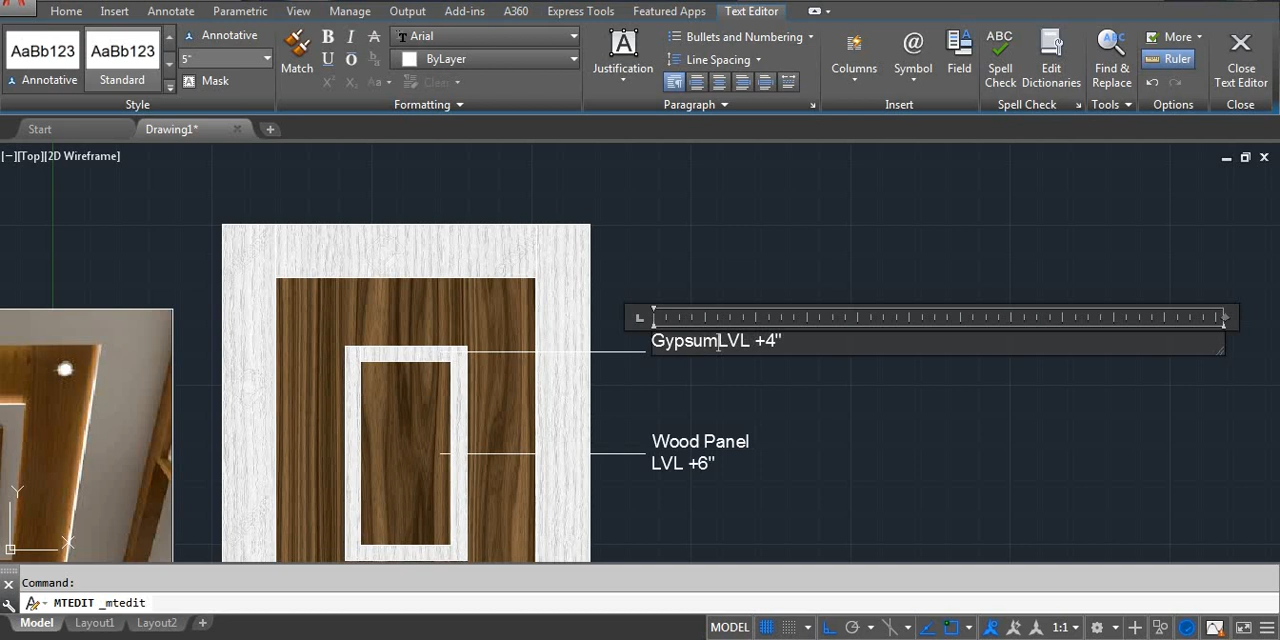 Home Insert Annotate Parametric View Manage Output Add-ins A360 Express Tools Featured Apps Text Editor
AaBb123 AaBb123 Annotative Match B I A Arial Bullets and Numbering ABC More
5" U O ByLayer Justification Line Spacing Columns @ Symbol Field Spell Check Edit Dictionaries ABC Find & Replace Ruler Close Text Editor
Annotative Standard Mask Aa Clear
Style Formatting Paragraph Insert Spell Check Tools Options Close
Start Drawing1*
[−][Top][2D Wireframe]
GypsumLVL +4"
Wood Panel
LVL +6"
Y
X
Command:
MTEDIT _mtedit
Model Layout1 Layout2 MODEL 1:1